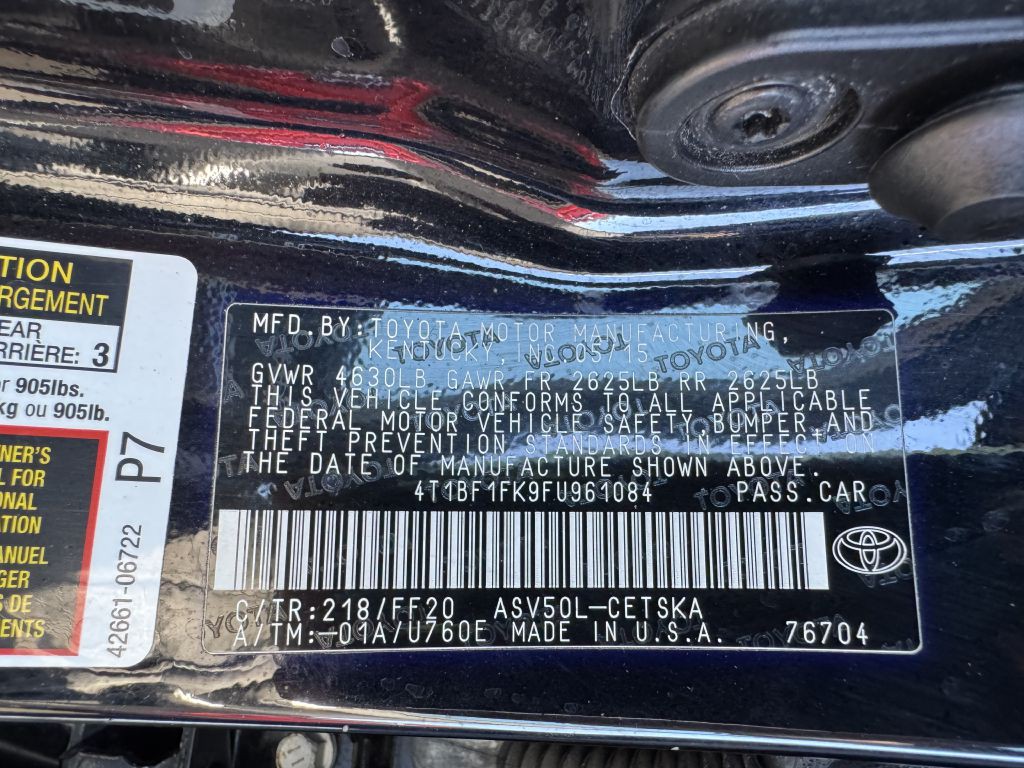 TION
RGEMENT
EAR
RRIÈRE: 3
or 905lbs.
kg ou 905lb.
NER'S
L FOR
IONAL
ATION
ANUEL
GER
S DE
ENTS
P7
42661-06722
MFD.BY:TOYOTA MOTOR MANUFACTURING,
KENTUCKY, INC. 07/15
GVWR 4630LB GAWR FR 2625LB RR 2625LB
THIS VEHICLE CONFORMS TO ALL APPLICABLE
FEDERAL MOTOR VEHICLE SAFETY,BUMPER,AND
THEFT PREVENTION STANDARDS IN EFFECT ON
THE DATE OF MANUFACTURE SHOWN ABOVE.
4T1BF1FK9FU961084 PASS.CAR
C/TR:218/FF20 ASV50L-CETSKA
A/TM:-01A/U760E MADE IN U.S.A. 76704